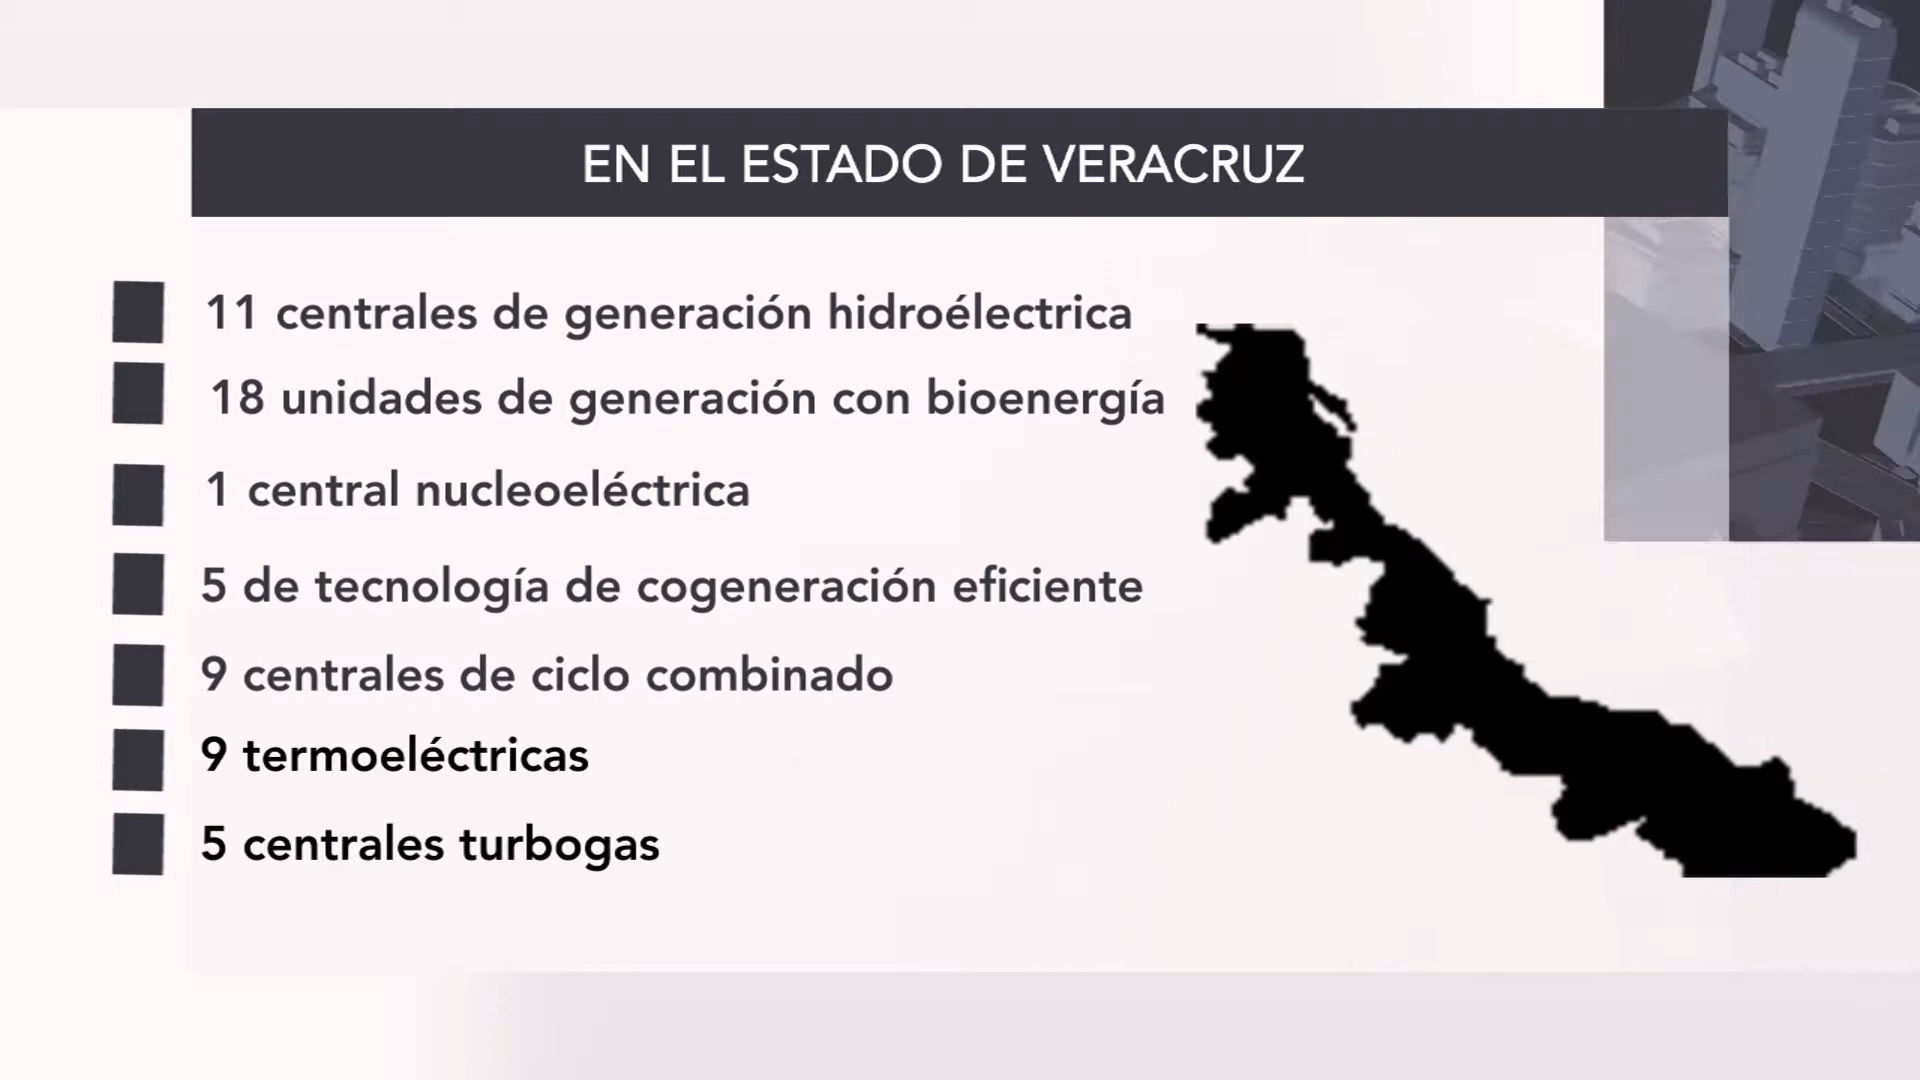 EN EL ESTADO DE VERACRUZ
11 centrales de generación hidroélectrica
18 unidades de generación con bioenergía
1 central nucleoeléctrica
5 de tecnología de cogeneración eficiente
9 centrales de ciclo combinado
9 termoeléctricas
5 centrales turbogas